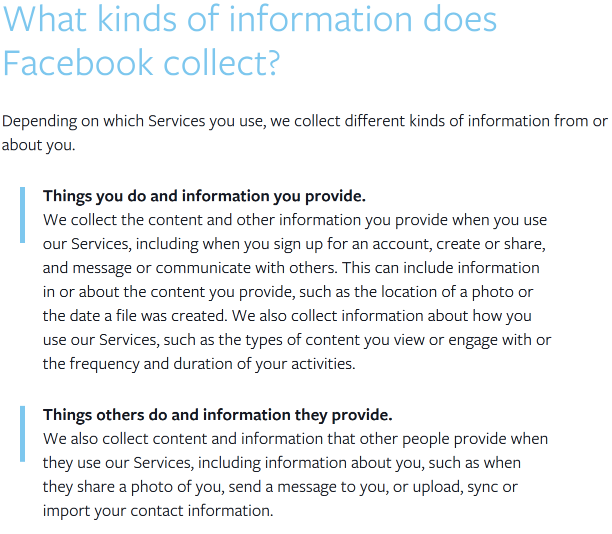 What kinds of information does
Facebook collect?
Depending on which Services you use, we collect different kinds of information from or
about you.
Things you do and information you provide.
We collect the content and other information you provide when you use
our Services, including when you sign up for an account, create or share,
and message or communicate with others. This can include information
in or about the content you provide, such as the location of a photo or
the date a file was created. We also collect information about how you
use our Services, such as the types of content you view or engage with or
the frequency and duration of your activities.
Things others do and information they provide.
We also collect content and information that other people provide when
they use our Services, including information about you, such as when
they share a photo of you, send a message to you, or upload, sync or
import your contact information.